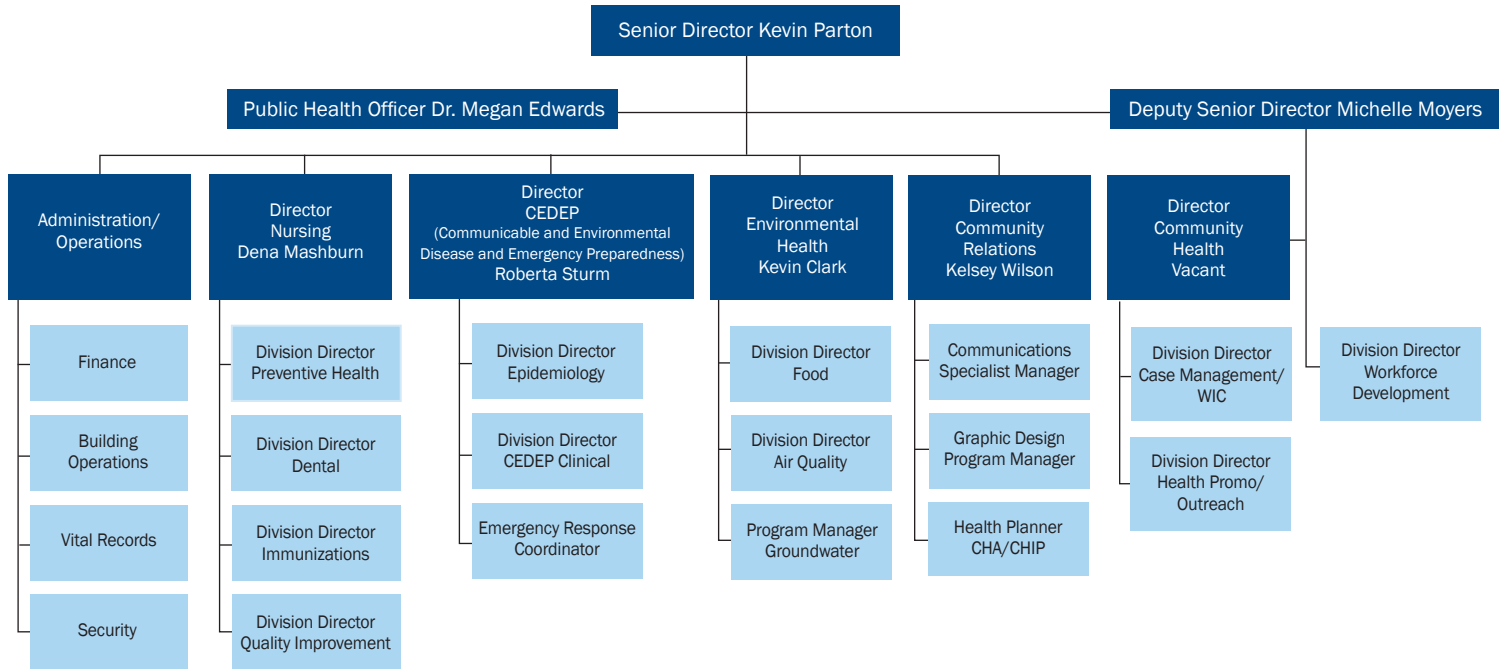 Senior Director Kevin Parton
Public Health Officer Dr. Megan Edwards
Deputy Senior Director Michelle Moyers
Administration/
Operations
Director
Nursing
Dena Mashburn
Director
CEDEP
(Communicable and Environmental
Disease and Emergency Preparedness)
Roberta Sturm
Director
Environmental
Health
Kevin Clark
Director
Community
Relations
Kelsey Wilson
Director
Community
Health
Vacant
Finance
Building
Operations
Vital Records
Security
Division Director
Preventive Health
Division Director
Dental
Division Director
Immunizations
Division Director
Quality Improvement
Division Director
Epidemiology
Division Director
CEDEP Clinical
Emergency Response
Coordinator
Division Director
Food
Division Director
Air Quality
Program Manager
Groundwater
Communications
Specialist Manager
Graphic Design
Program Manager
Health Planner
CHA/CHIP
Division Director
Case Management/
WIC
Division Director
Health Promo/
Outreach
Division Director
Workforce
Development